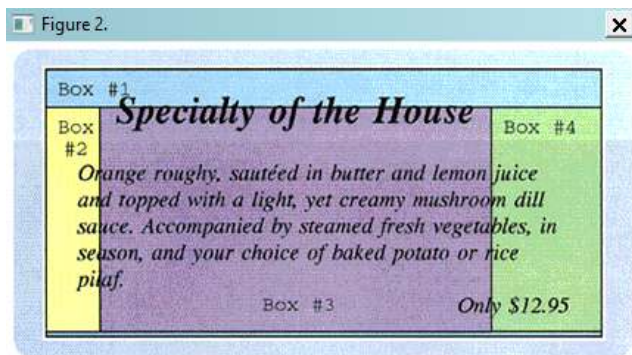 Figure 2.
Box #1
Specialty of the House
Box
#2
Box #4
Orange roughy, sautéed in butter and lemon juice
and topped with a light, yet creamy mushroom dill
sauce. Accompanied by steamed fresh vegetables, in
season, and your choice of baked potato or rice
pilaf.
Box #3
Only $12.95